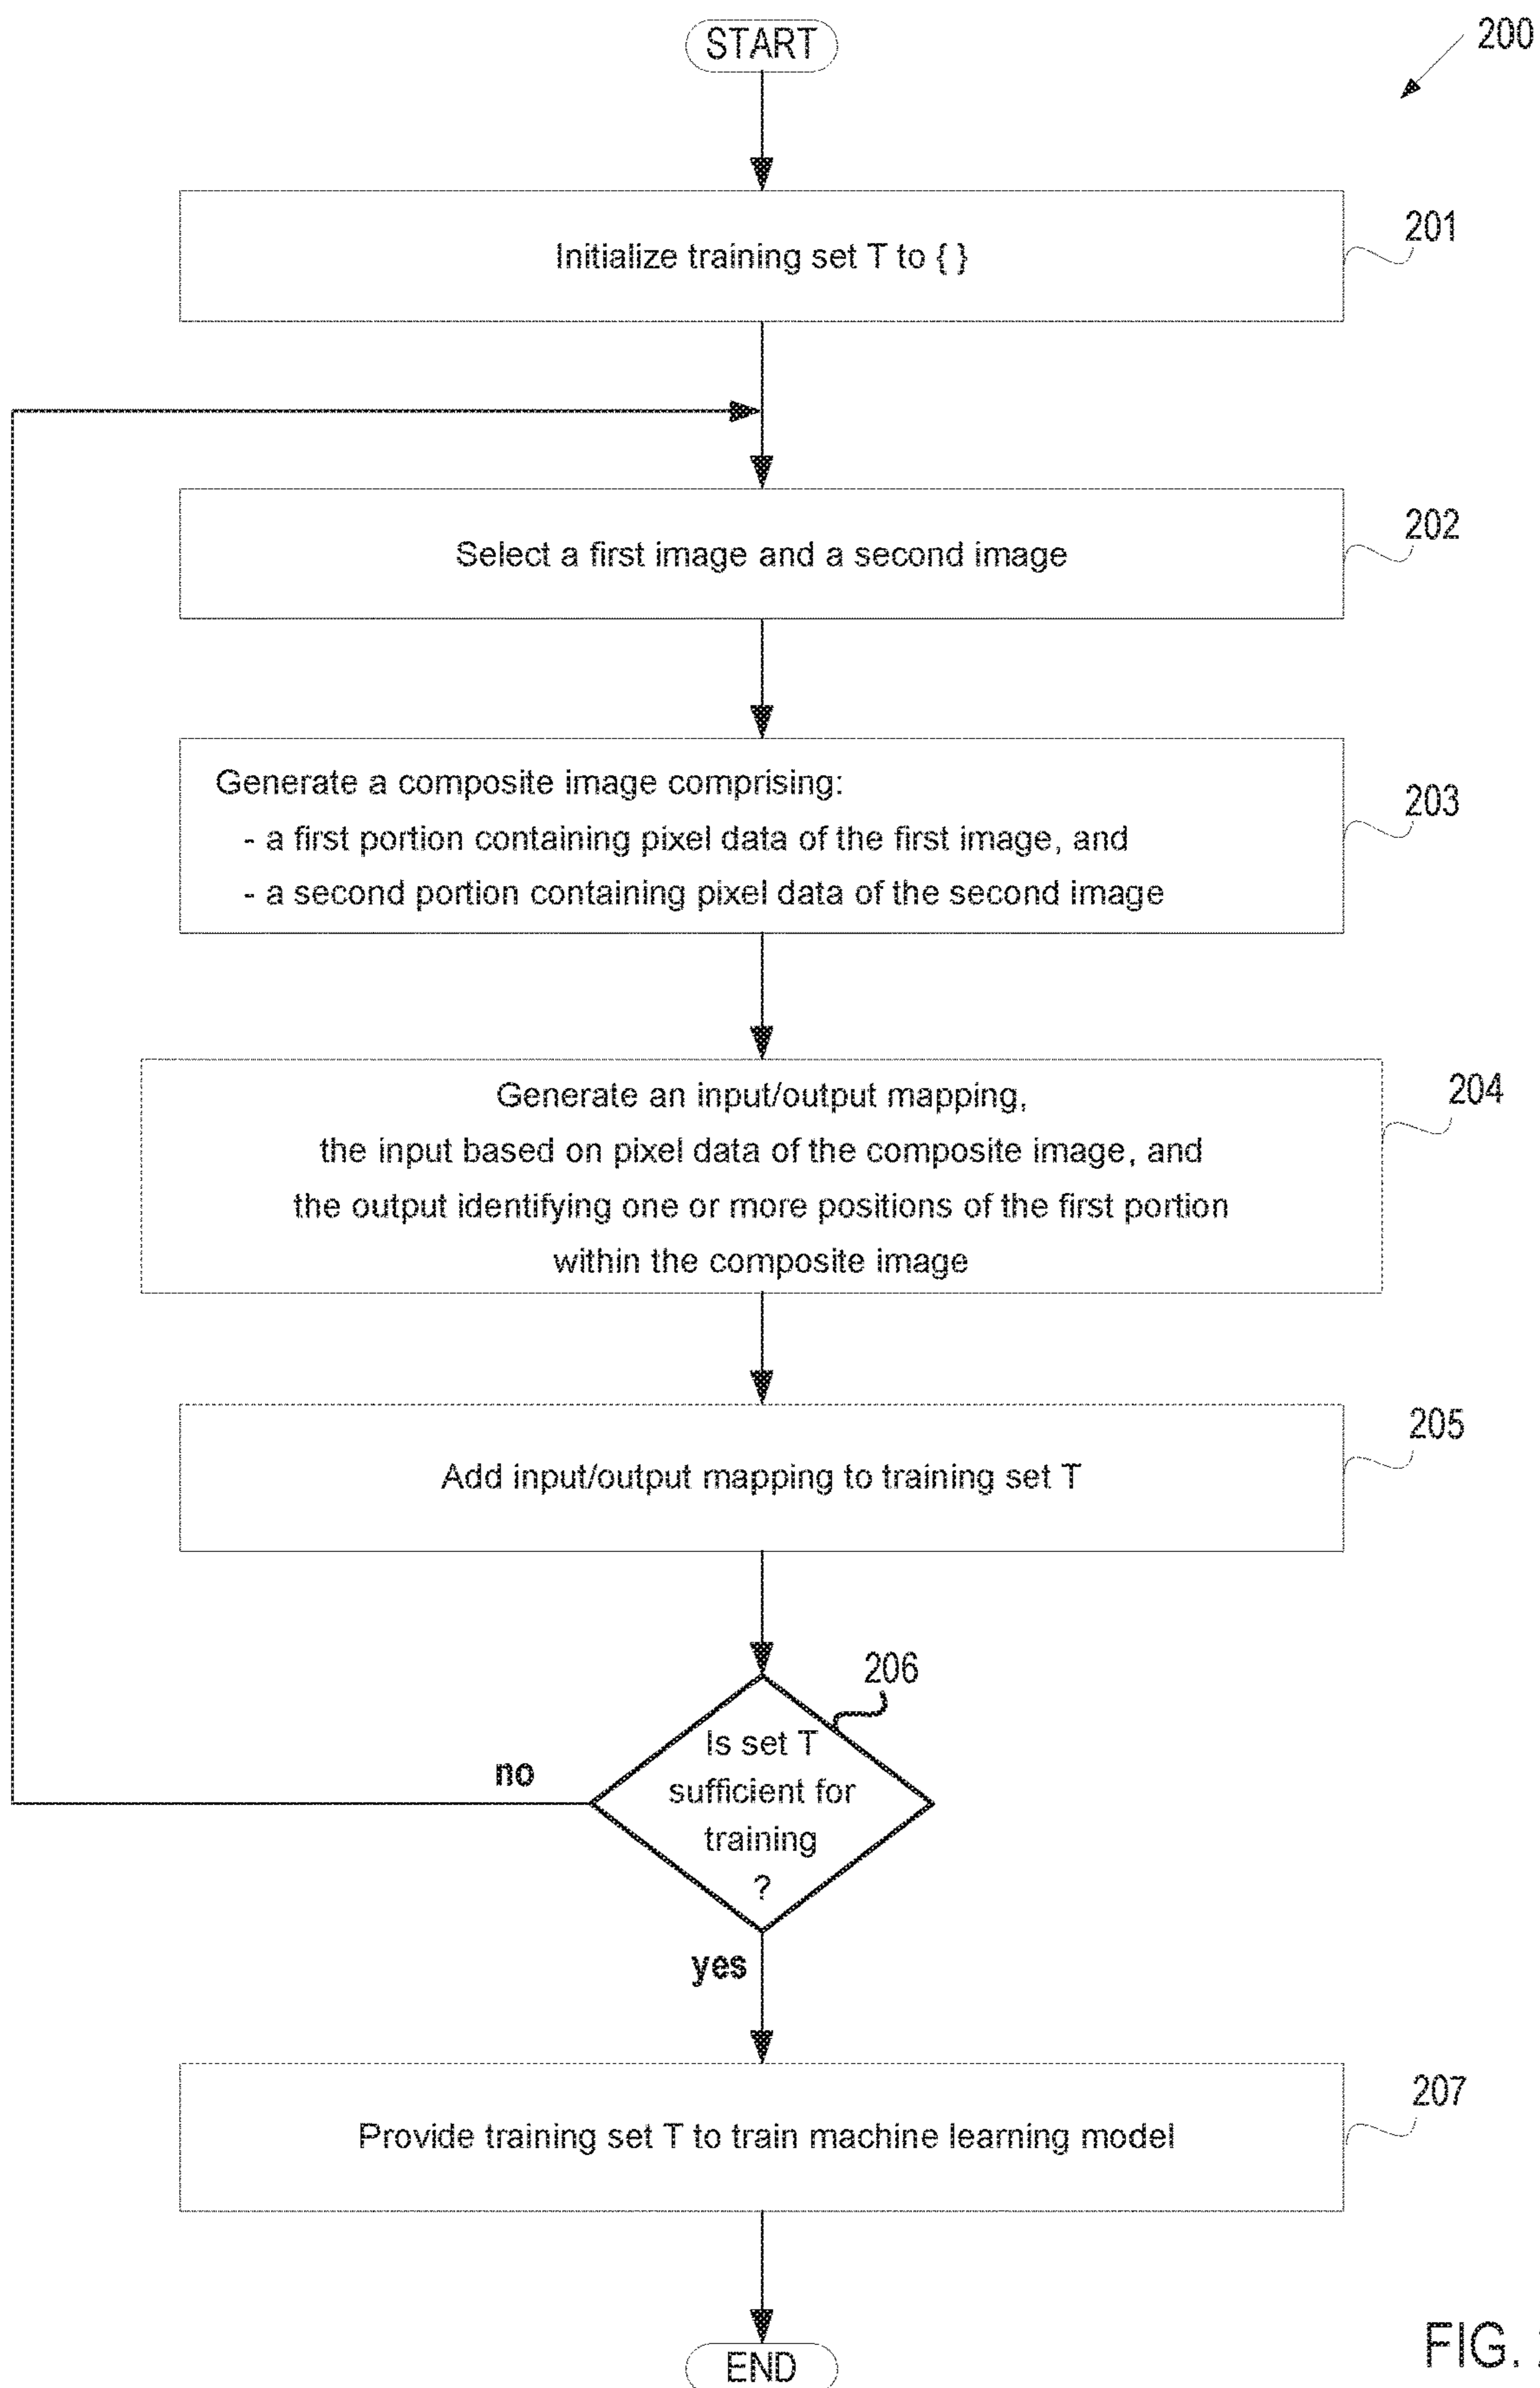 START
200
Initialize training set T to { }
201
Select a first image and a second image
202
Generate a composite image comprising:
- a first portion containing pixel data of the first image, and
- a second portion containing pixel data of the second image
203
Generate an input/output mapping,
the input based on pixel data of the composite image, and
the output identifying one or more positions of the first portion
within the composite image
204
Add input/output mapping to training set T
205
206
Is set T
sufficient for
training
?
no
yes
Provide training set T to train machine learning model
207
END
FIG.